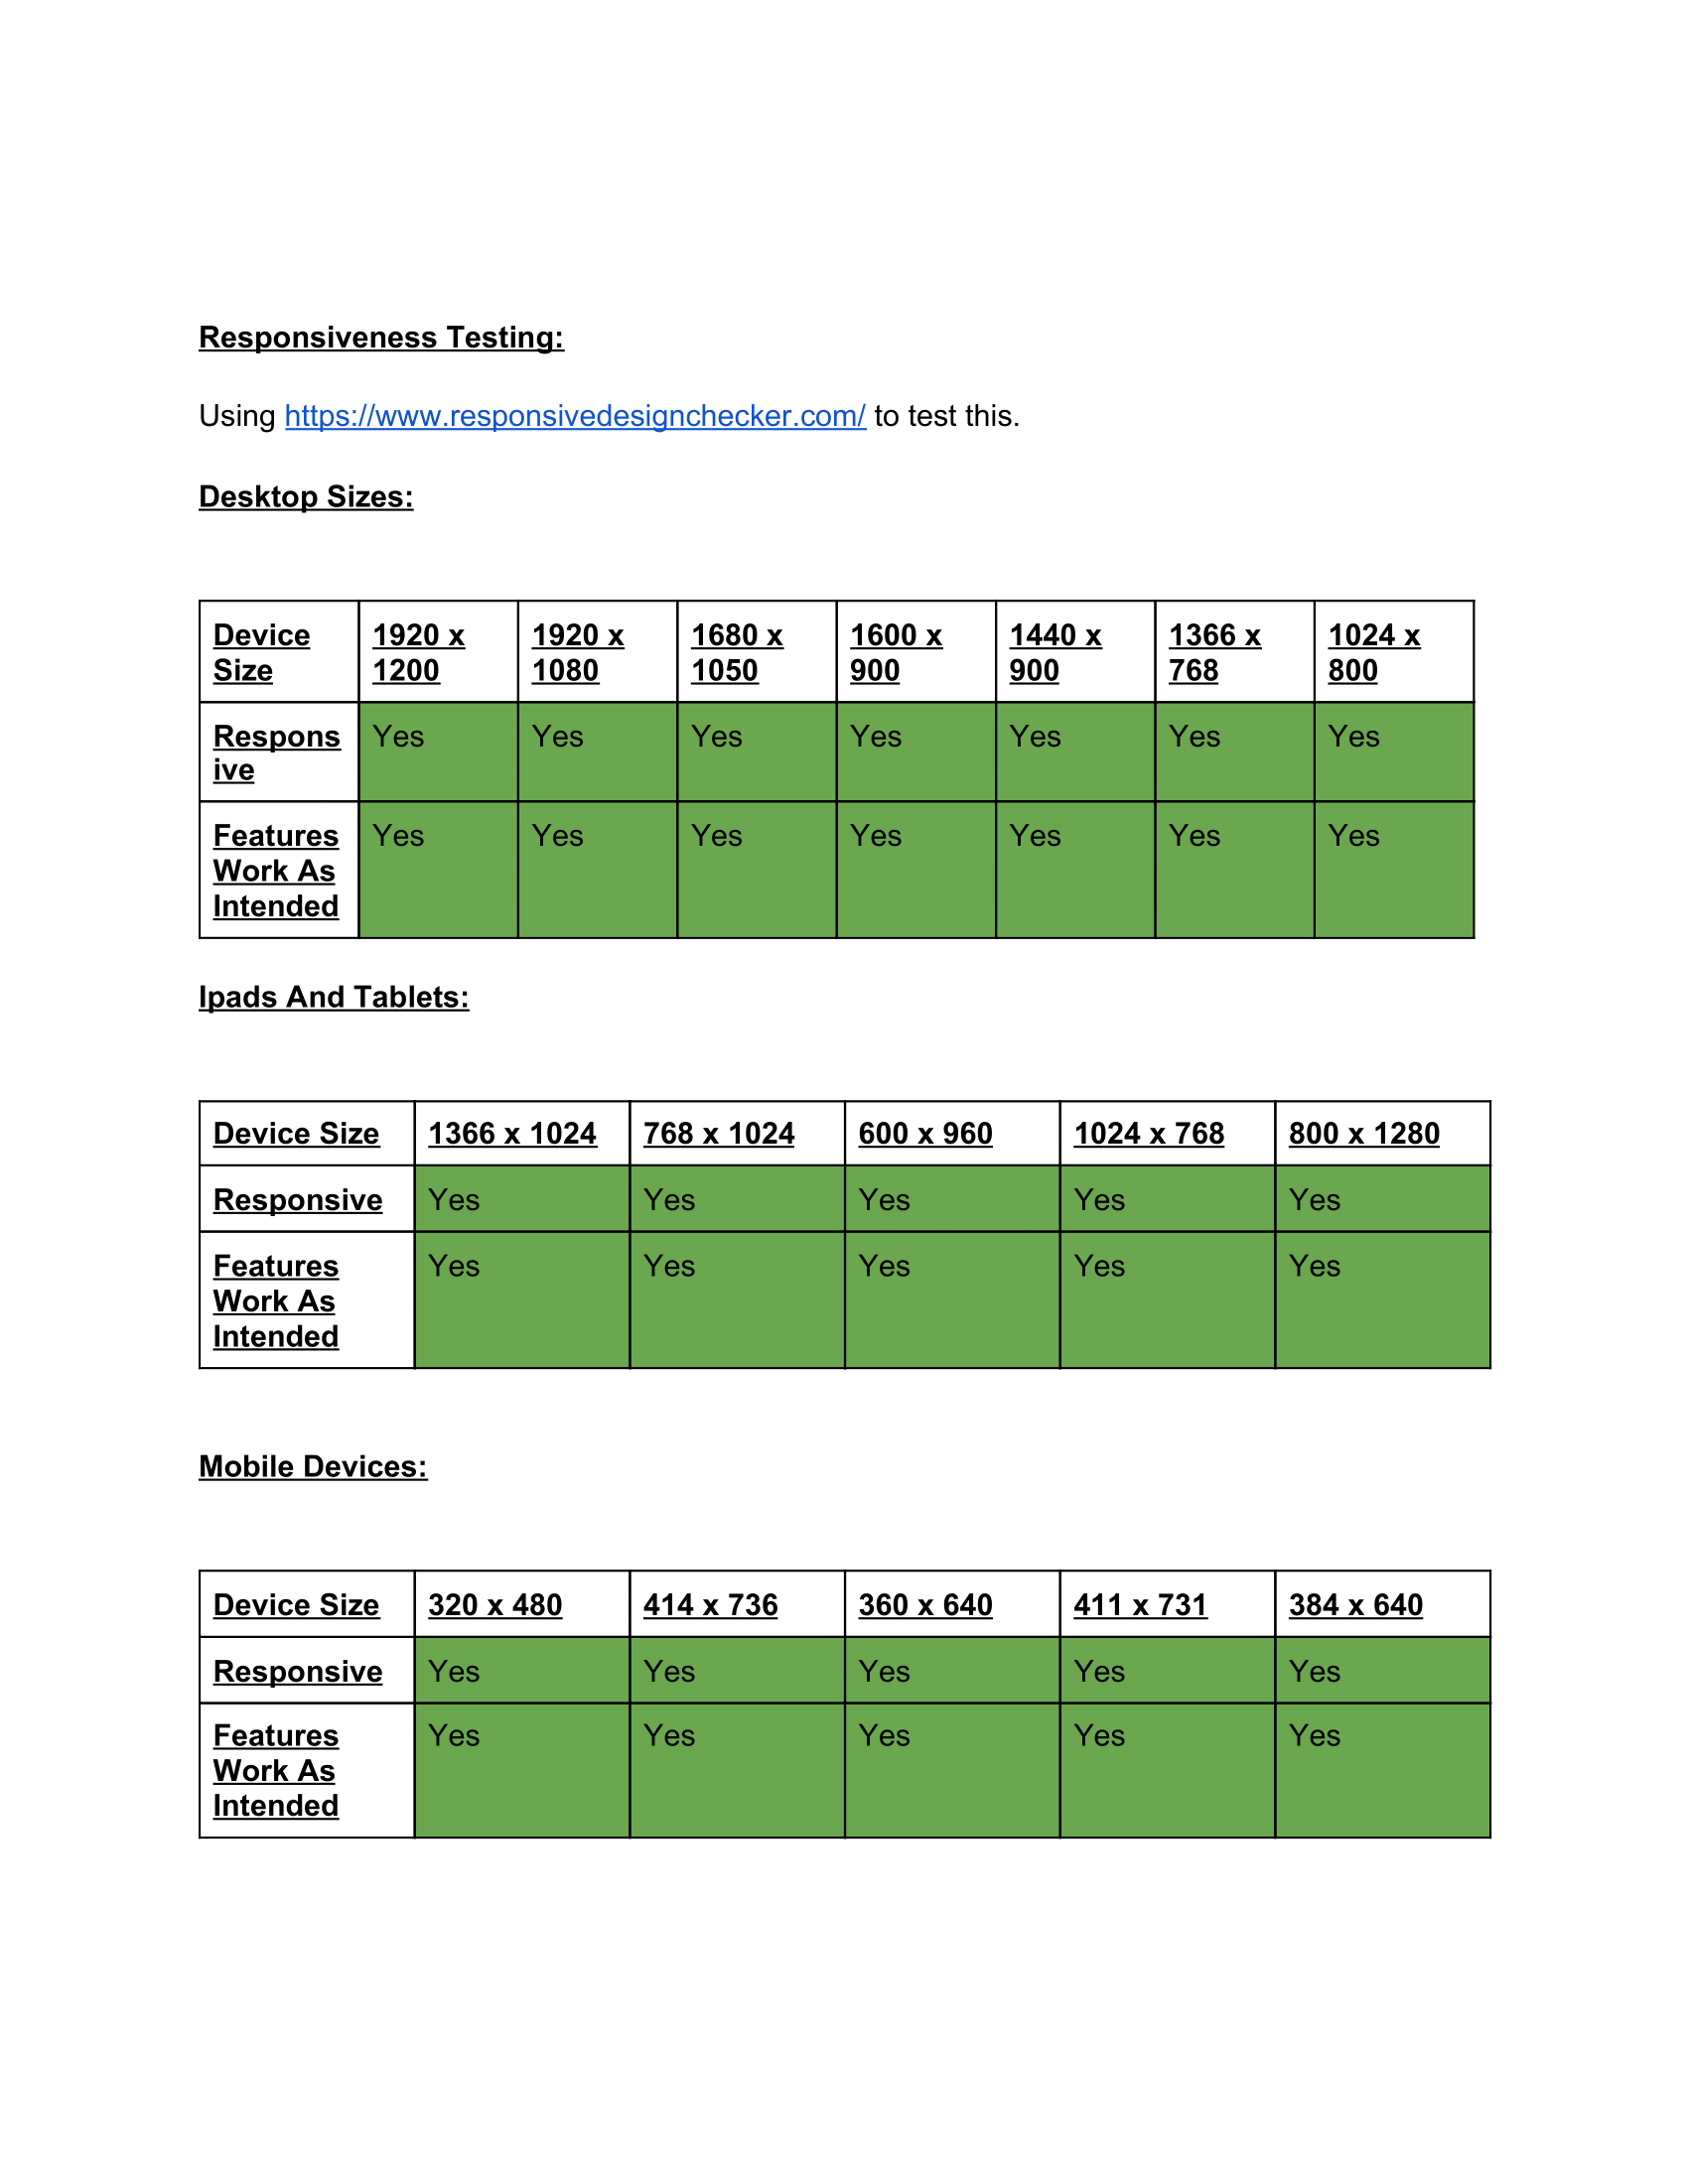 Responsiveness Testing:
Using https://www.responsivedesignchecker.com/ to test this.
Desktop Sizes:
Device Size 1920 x 1200 1920 x 1080 1680 x 1050 1600 x 900 1440 x 900 1366 x 768 1024 x 800
Respons ive Yes Yes Yes Yes Yes Yes Yes
Features Work As Intended Yes Yes Yes Yes Yes Yes Yes
Ipads And Tablets:
Device Size 1366 x 1024 768 x 1024 600 x 960 1024 x 768 800 x 1280
Responsive Yes Yes Yes Yes Yes
Features Work As Intended Yes Yes Yes Yes Yes
Mobile Devices:
Device Size 320 x 480 414 x 736 360 x 640 411 x 731 384 x 640
Responsive Yes Yes Yes Yes Yes
Features Work As Intended Yes Yes Yes Yes Yes